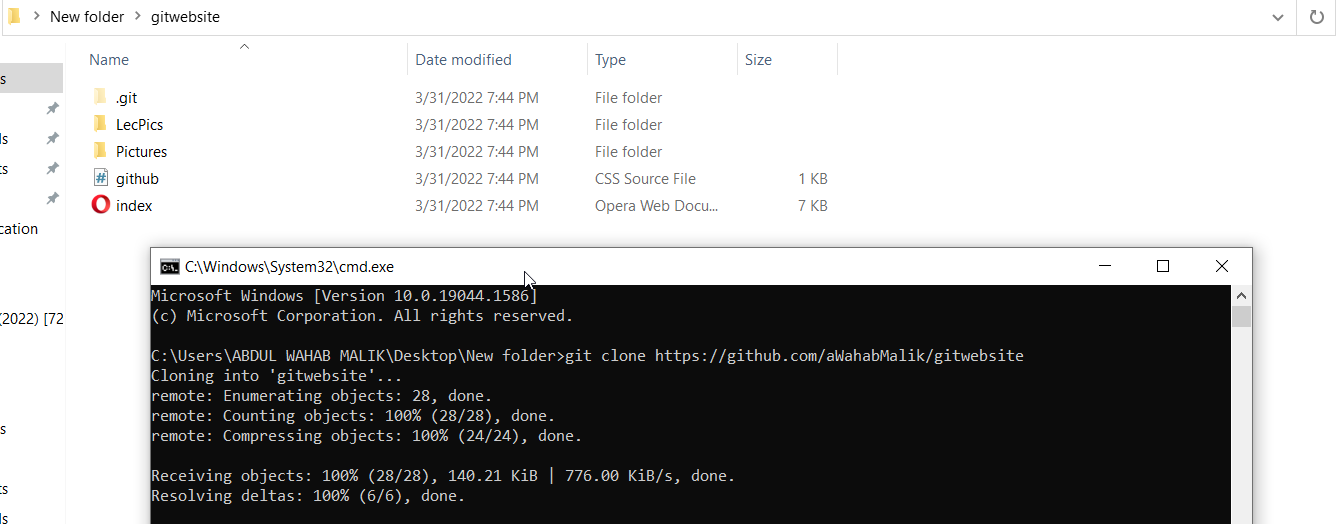 New folder > gitwebsite
Name Date modified Type Size
.git 3/31/2022 7:44 PM File folder
LecPics 3/31/2022 7:44 PM File folder
Pictures 3/31/2022 7:44 PM File folder
github 3/31/2022 7:44 PM CSS Source File 1 KB
index 3/31/2022 7:44 PM Opera Web Docu... 7 KB
s
ls
ts
cation
(2022) [72
s
ts
ls
C:\Windows\System32\cmd.exe
Microsoft Windows [Version 10.0.19044.1586]
(c) Microsoft Corporation. All rights reserved.
C:\Users\ABDUL WAHAB MALIK\Desktop\New folder>git clone https://github.com/aWahabMalik/gitwebsite
Cloning into 'gitwebsite'...
remote: Enumerating objects: 28, done.
remote: Counting objects: 100% (28/28), done.
remote: Compressing objects: 100% (24/24), done.
Receiving objects: 100% (28/28), 140.21 KiB | 776.00 KiB/s, done.
Resolving deltas: 100% (6/6), done.